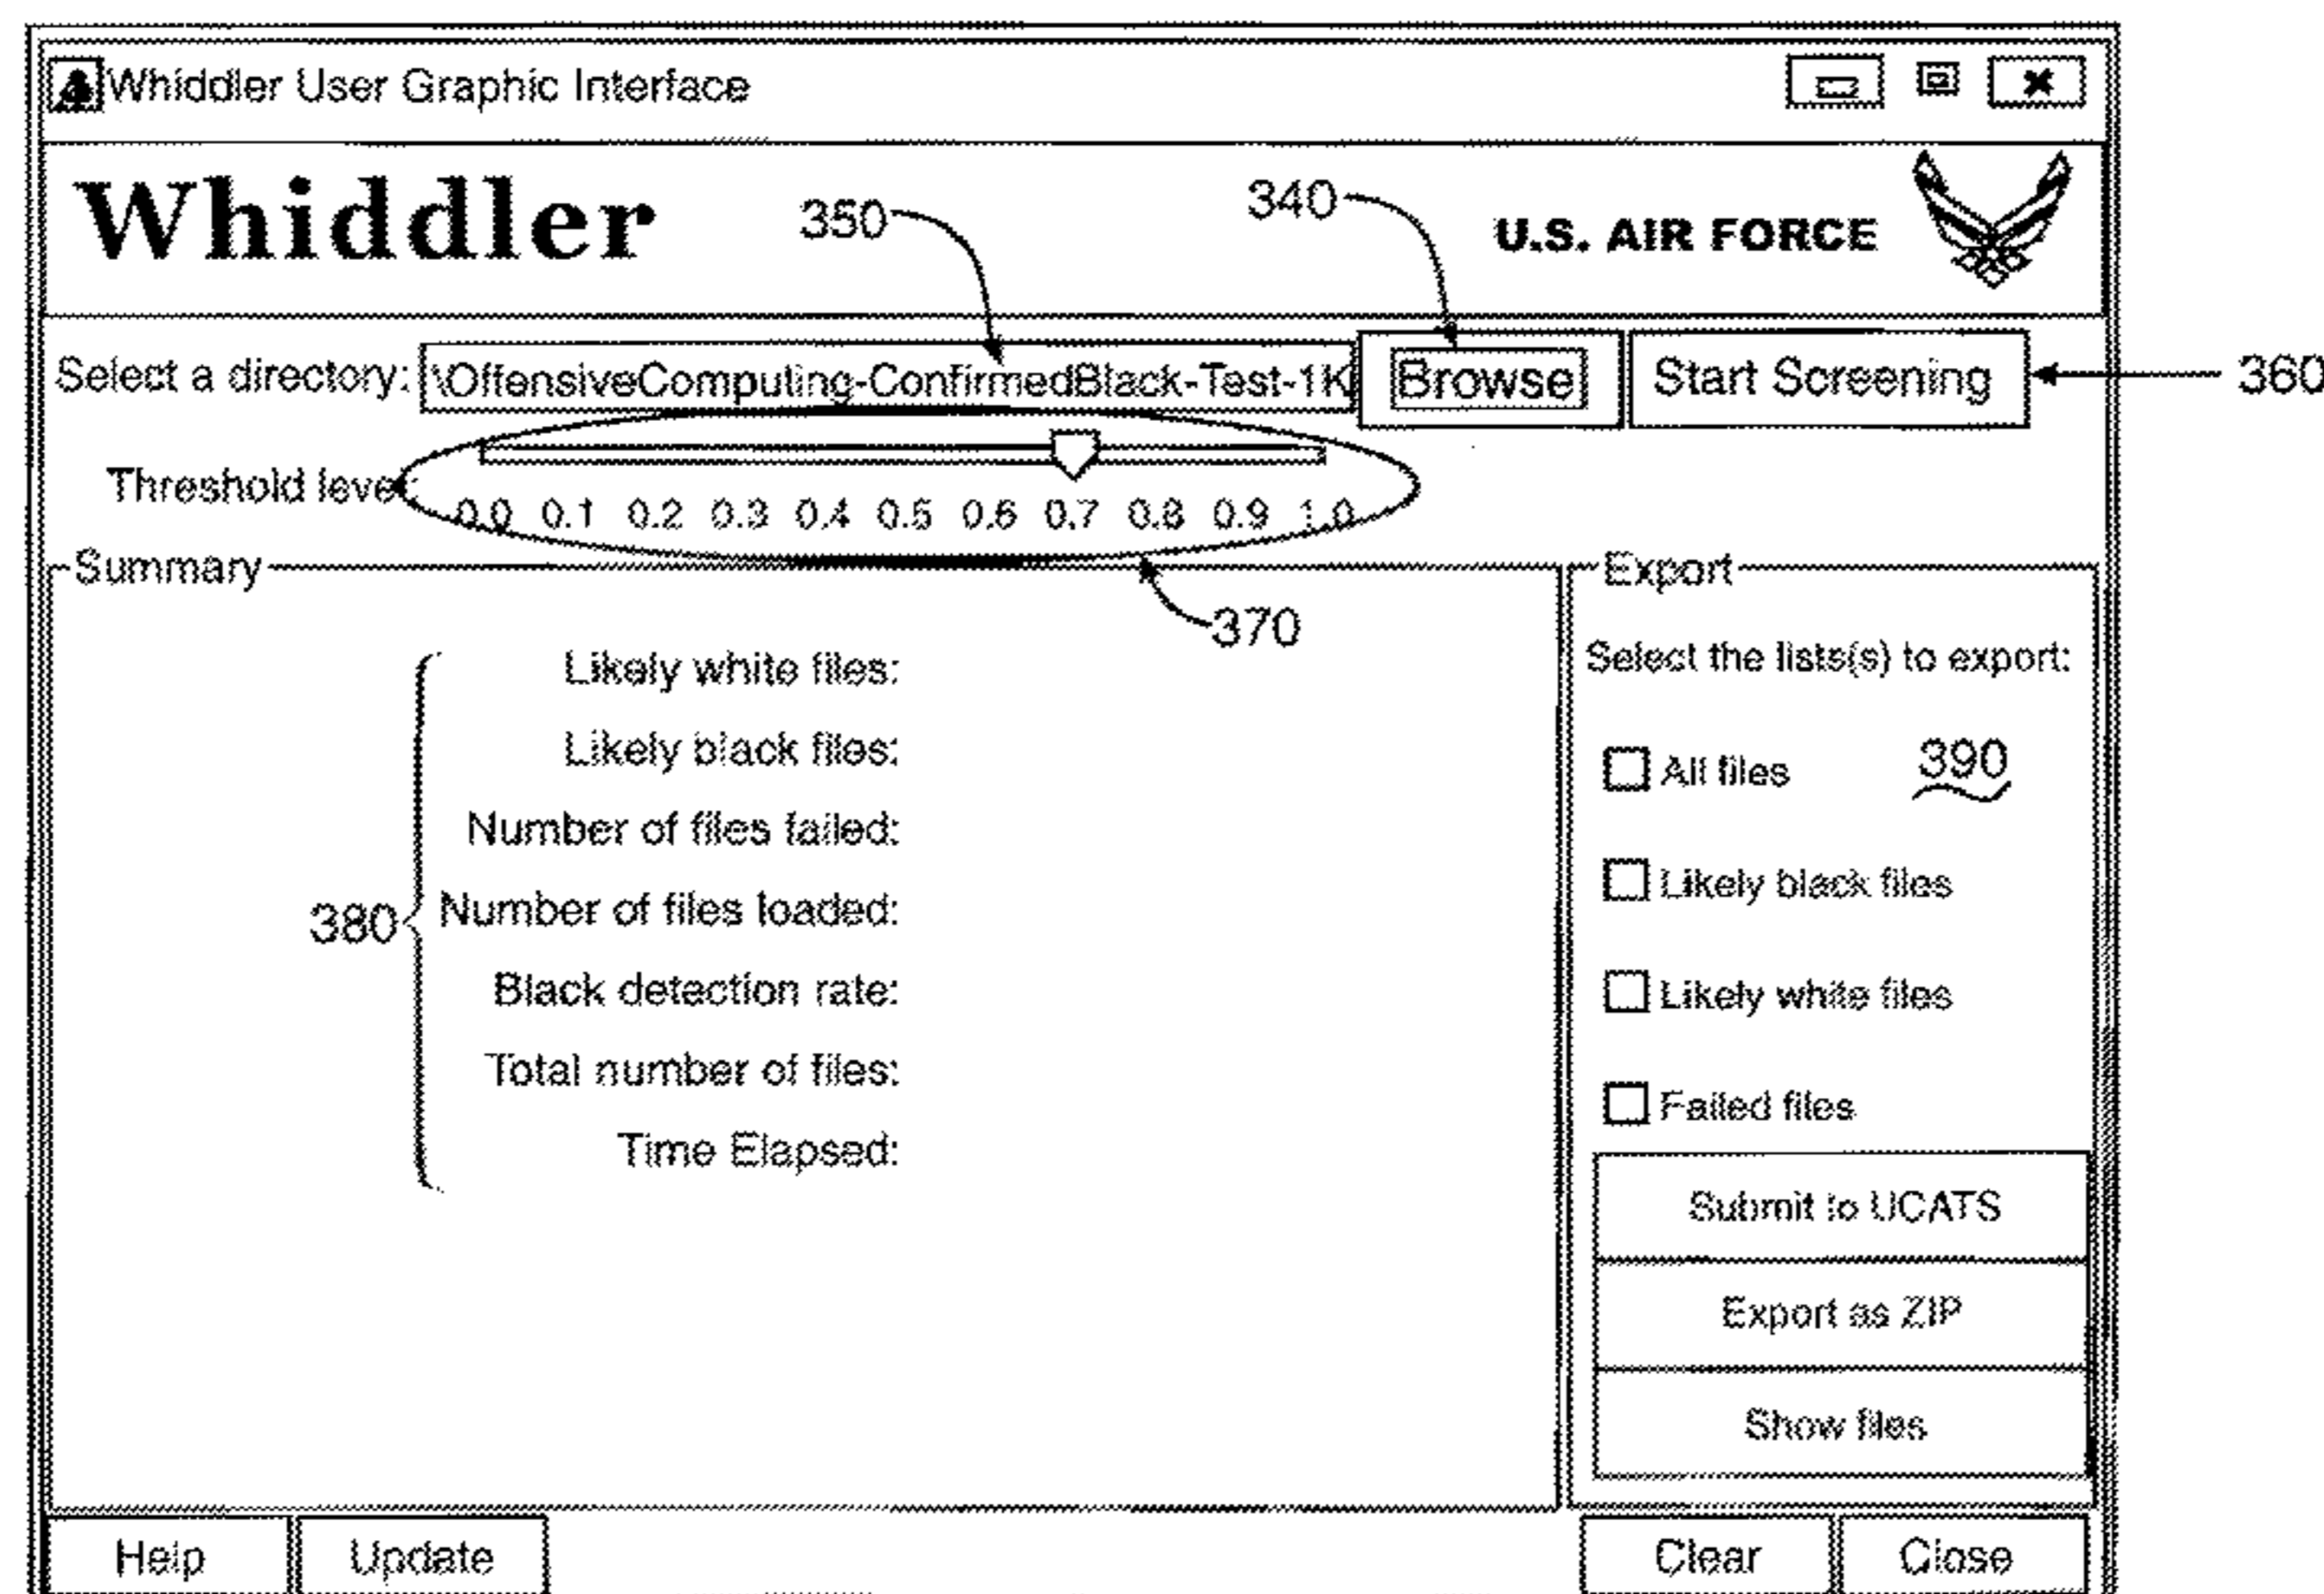 Whiddler User Graphic Interface
Whiddler
350
340
U.S. AIR FORCE
Select a directory: \OffensiveComputing-ConfirmedBlack-Test-1K Browse Start Screening 360
Threshold level:
0.0 0.1 0.2 0.3 0.4 0.5 0.6 0.7 0.8 0.9 1.0
370
Summary
Likely white files:
Likely black files:
Number of files failed:
380
Number of files loaded:
Black detection rate:
Total number of files:
Time Elapsed:
Export
Select the lists(s) to export:
All files 390
Likely black files
Likely white files
Failed files
Submit to UCATS
Export as ZIP
Show files
Help Update Clear Close